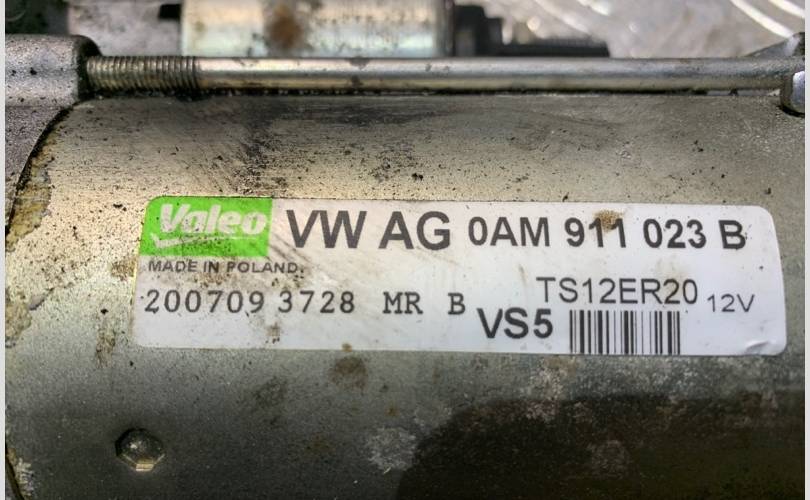 Valeo VW AG 0AM 911 023 B
MADE IN POLAND.
200709 3728 MR B TS12ER20 12V
VS5